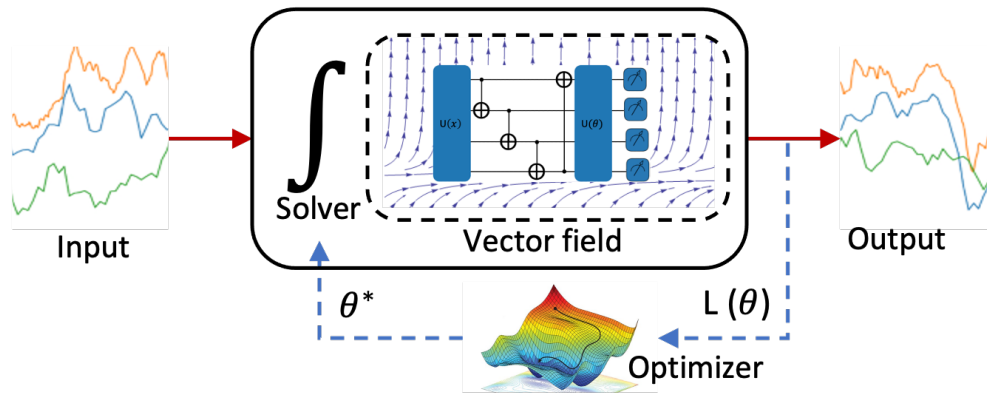 U(x)
U(θ)
∫
Solver
Vector field
Input
Output
θ*
L (θ)
Optimizer